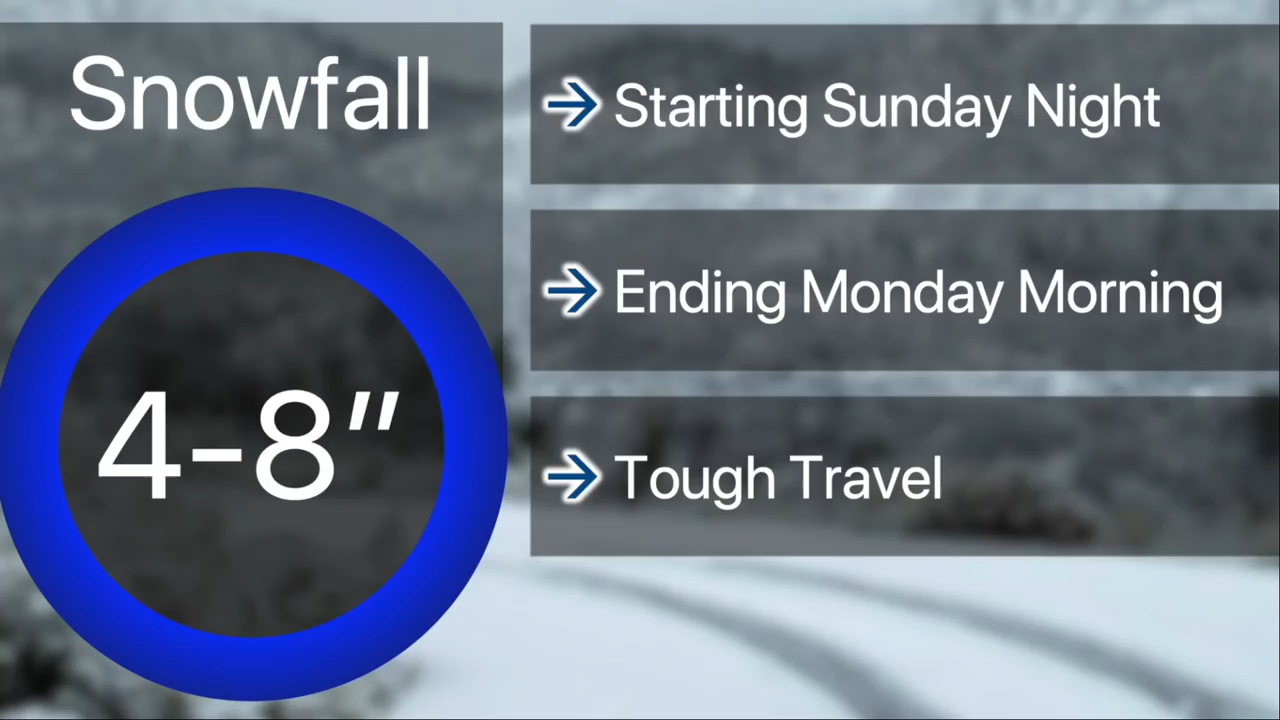 Snowfall
4-8"
Starting Sunday Night
Ending Monday Morning
Tough Travel